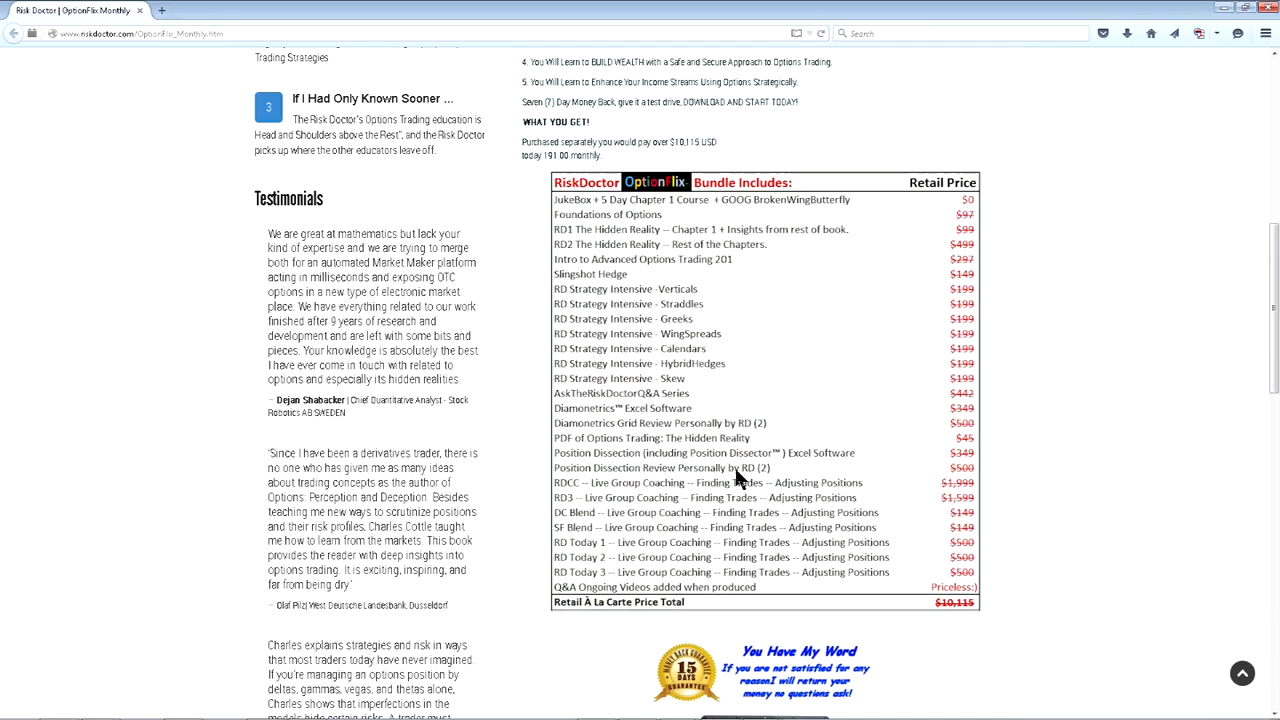 Risk Doctor | OptionFlix Monthly
www.riskdoctor.com/OptionFlix_Monthly.htm
Search
Trading Strategies
3
If I Had Only Known Sooner ...
The Risk Doctor's Options Trading education is
Head and Shoulders above the Rest", and the Risk Doctor
picks up where the other educators leave off.
Testimonials
We are great at mathematics but lack your
kind of expertise and we are trying to merge
both for an automated Market Maker platform
acting in milliseconds and exposing OTC
options in a new type of electronic market
place. We have everything related to our work
finished after 9 years of research and
development and are left with some bits and
pieces. Your knowledge is absolutely the best
I have ever come in touch with related to
options and especially its hidden realities.
— Dejan Shabacker | Chief Quantitative Analyst - Stock
Robotics AB SWEDEN
'Since I have been a derivatives trader, there is
no one who has given me as many ideas
about trading concepts as the author of
Options: Perception and Deception. Besides
teaching me new ways to scrutinize positions
and their risk profiles, Charles Cottle taught
me how to learn from the markets. This book
provides the reader with deep insights into
options trading. It is exciting, inspiring, and
far from being dry.'
— Olaf Pilz| West Deutsche Landesbank, Dusseldorf
Charles explains strategies and risk in ways
that most traders today have never imagined.
If you're managing an options position by
deltas, gammas, vegas, and thetas alone,
Charles shows that imperfections in the
models hide certain risks. A trader must
4. You Will Learn to BUILD WEALTH with a Safe and Secure Approach to Options Trading.
5. You Will Learn to Enhance Your Income Streams Using Options Strategically.
Seven (7) Day Money Back, give it a test drive, DOWNLOAD AND START TODAY!
WHAT YOU GET!
Purchased separately you would pay over $10,115 USD
today 191.00 monthly.
RiskDoctor OptionFlix Bundle Includes: Retail Price
JukeBox + 5 Day Chapter 1 Course + GOOG BrokenWingButterfly $0
Foundations of Options $97
RD1 The Hidden Reality -- Chapter 1 + Insights from rest of book. $99
RD2 The Hidden Reality -- Rest of the Chapters. $499
Intro to Advanced Options Trading 201 $297
Slingshot Hedge $149
RD Strategy Intensive -Verticals $199
RD Strategy Intensive - Straddles $199
RD Strategy Intensive - Greeks $199
RD Strategy Intensive - WingSpreads $199
RD Strategy Intensive - Calendars $199
RD Strategy Intensive - HybridHedges $199
RD Strategy Intensive - Skew $199
AskTheRiskDoctorQ&A Series $442
Diamonetrics™ Excel Software $349
Diamonetrics Grid Review Personally by RD (2) $500
PDF of Options Trading: The Hidden Reality $45
Position Dissection (including Position Dissector™ ) Excel Software $349
Position Dissection Review Personally by RD (2) $500
RDCC -- Live Group Coaching -- Finding Trades -- Adjusting Positions $1,999
RD3 -- Live Group Coaching -- Finding Trades -- Adjusting Positions $1,599
DC Blend -- Live Group Coaching -- Finding Trades -- Adjusting Positions $149
SF Blend -- Live Group Coaching -- Finding Trades -- Adjusting Positions $149
RD Today 1 -- Live Group Coaching -- Finding Trades -- Adjusting Positions $500
RD Today 2 -- Live Group Coaching -- Finding Trades -- Adjusting Positions $500
RD Today 3 -- Live Group Coaching -- Finding Trades -- Adjusting Positions $500
Q&A Ongoing Videos added when produced Priceless:)
Retail À La Carte Price Total $10,115
MONEY BACK GUARANTEE
15
DAYS
GUARANTEE
You Have My Word
If you are not satisfied for any
reasonI will return your
money no questions ask!